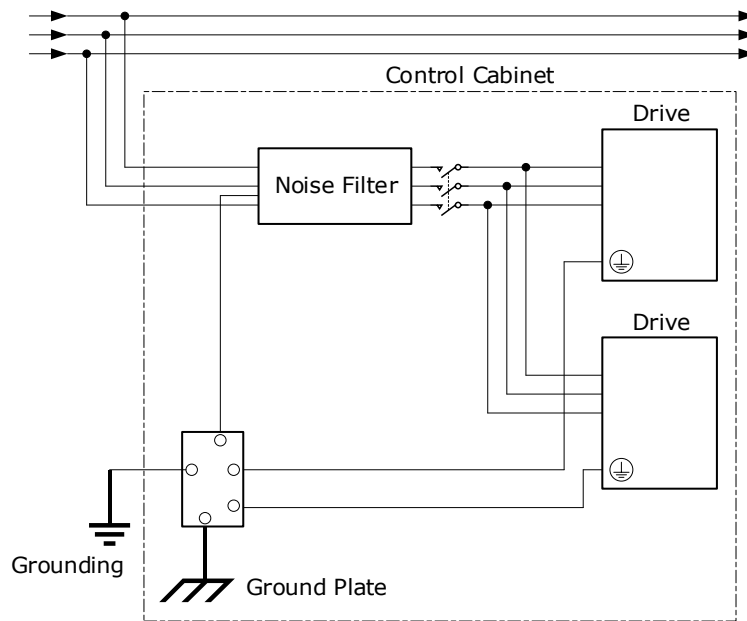 Control Cabinet
Drive
Noise Filter
Drive
Grounding
Ground Plate